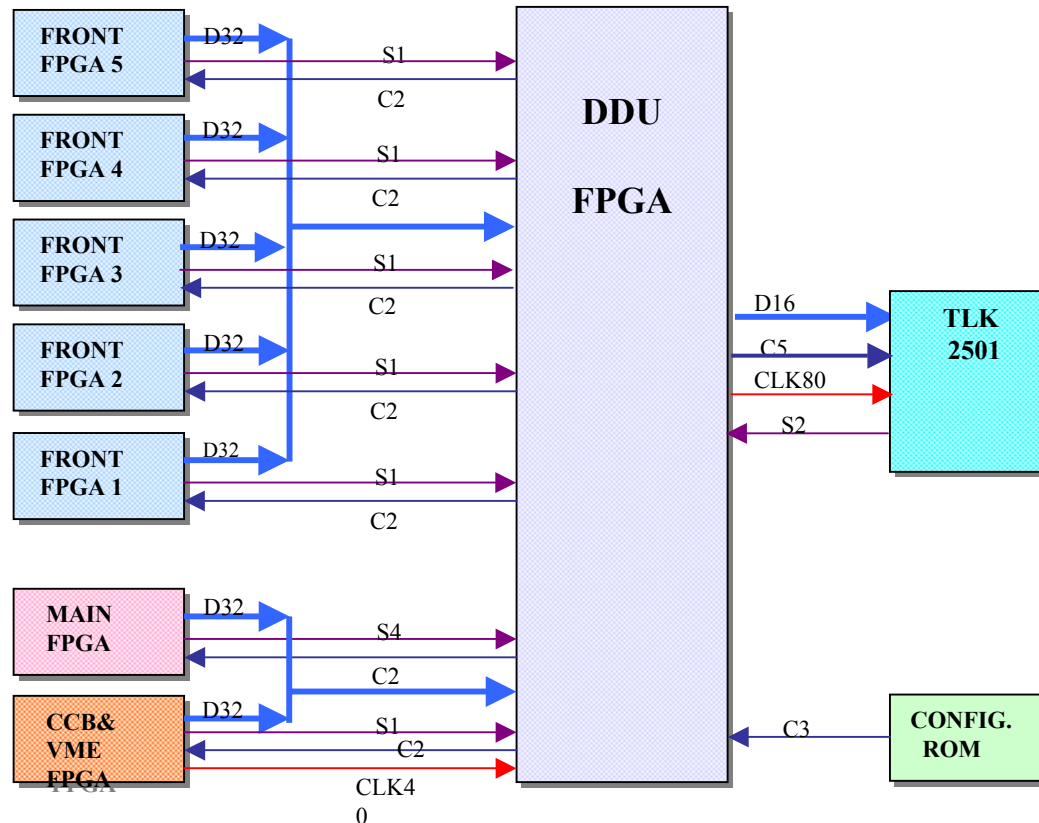 FRONT
FPGA 5
D32
S1
C2
FRONT
FPGA 4
D32
S1
C2
FRONT
FPGA 3
D32
S1
C2
FRONT
FPGA 2
D32
S1
C2
FRONT
FPGA 1
D32
S1
C2
MAIN
FPGA
D32
S4
C2
CCB&
VME
FPGA
D32
S1
C2
CLK4
0
DDU
FPGA
D16
C5
CLK80
S2
TLK
2501
C3
CONFIG.
ROM